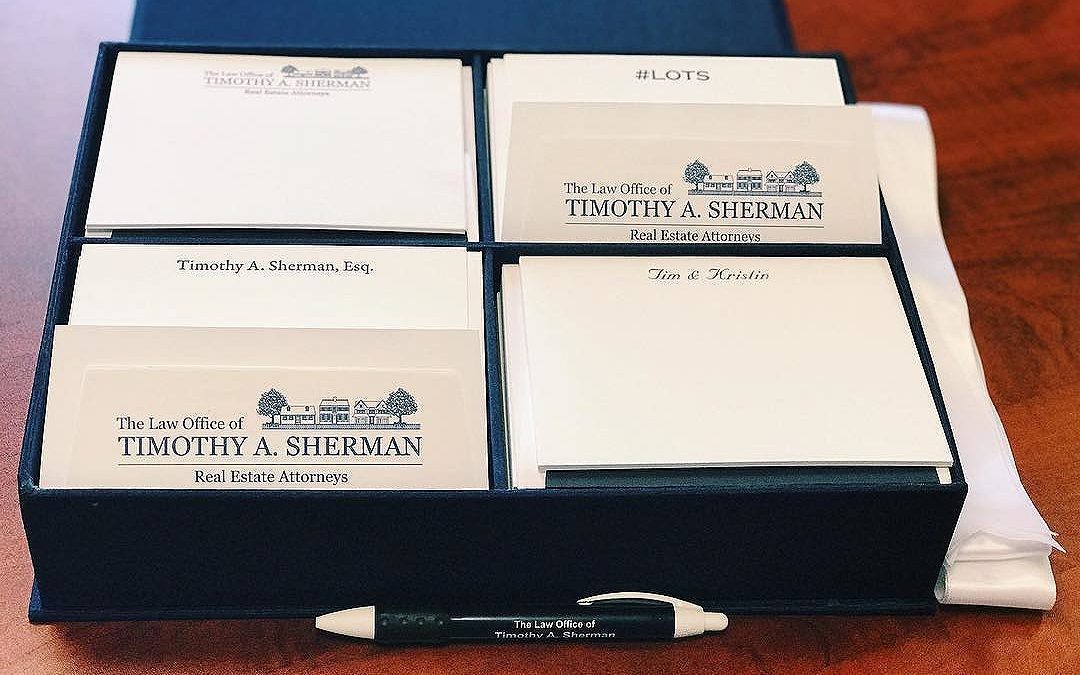 The Law Office of
TIMOTHY A. SHERMAN
Real Estate Attorneys
#LOTS
The Law Office of
TIMOTHY A. SHERMAN
Real Estate Attorneys
Timothy A. Sherman, Esq.
The Law Office of
TIMOTHY A. SHERMAN
Real Estate Attorneys
Tim & Kristin
The Law Office of
Timothy A. Sherman